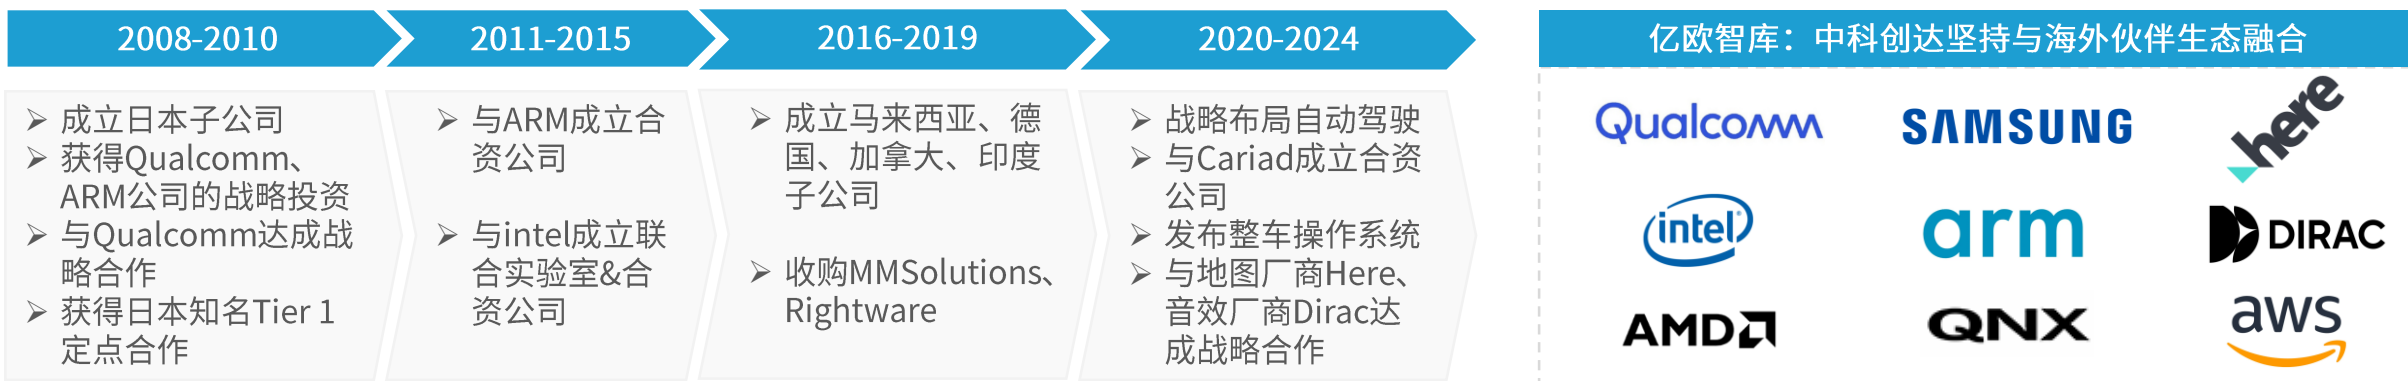 2008-2010
成立日本子公司
获得Qualcomm、
ARM公司的战略投资
与Qualcomm达成战
略合作
获得日本知名Tier 1
定点合作
2011-2015
与ARM成立合
资公司
与intel成立联
合实验室&合
资公司
2016-2019
成立马来西亚、德
国、加拿大、印度
子公司
收购MMSolutions、
Rightware
2020-2024
战略布局自动驾驶
与Cariad成立合资
公司
发布整车操作系统
与地图厂商Here、
音效厂商Dirac达
成战略合作
亿欧智库：中科创达坚持与海外伙伴生态融合
Qualcomm
SAMSUNG
here
intel
arm
DIRAC
AMD
QNX
aws